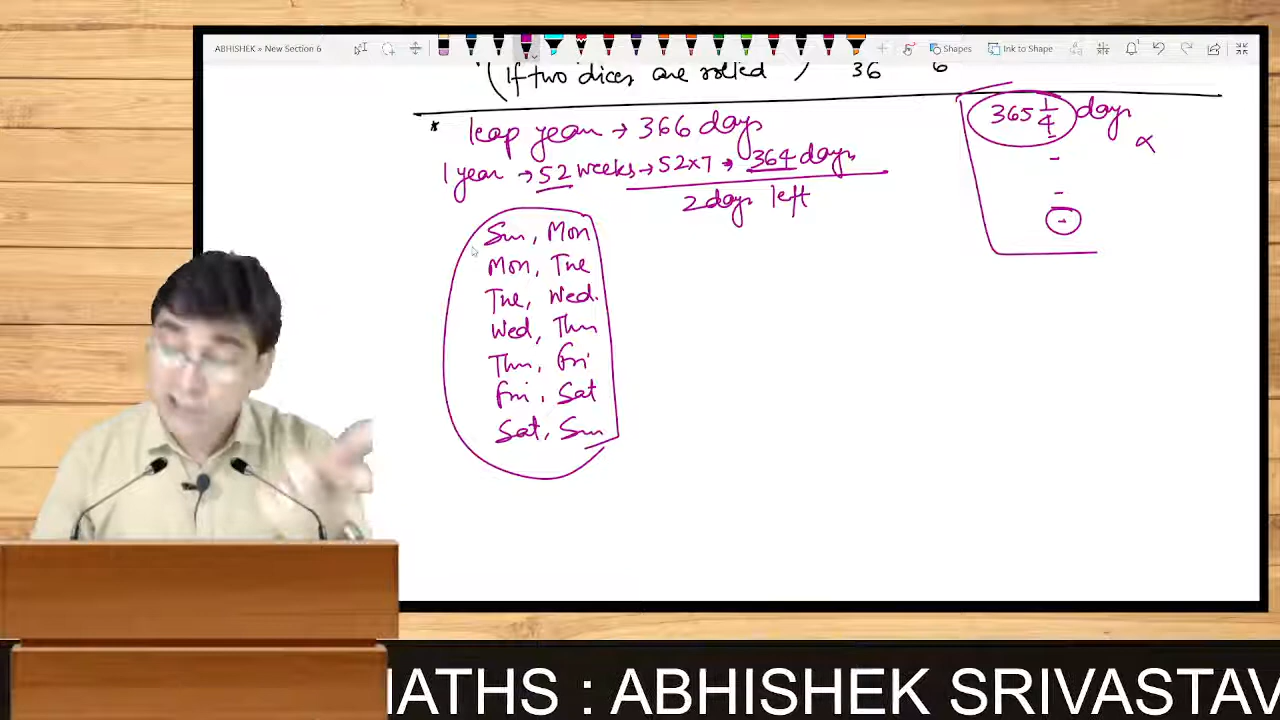 ABHISHEK » New Section 6
Shapes
Ink to Shape
(If two dices are rolled ) 36 6
* leap year → 366 days
1 year → 52 weeks → 52×7 → 364 days
2 days left
365 1/4 days
Sun, Mon
Mon, Tue
Tue, Wed.
Wed, Thu
Thu, Fri
Fri, Sat
Sat, Sun
MATHS : ABHISHEK SRIVASTAV